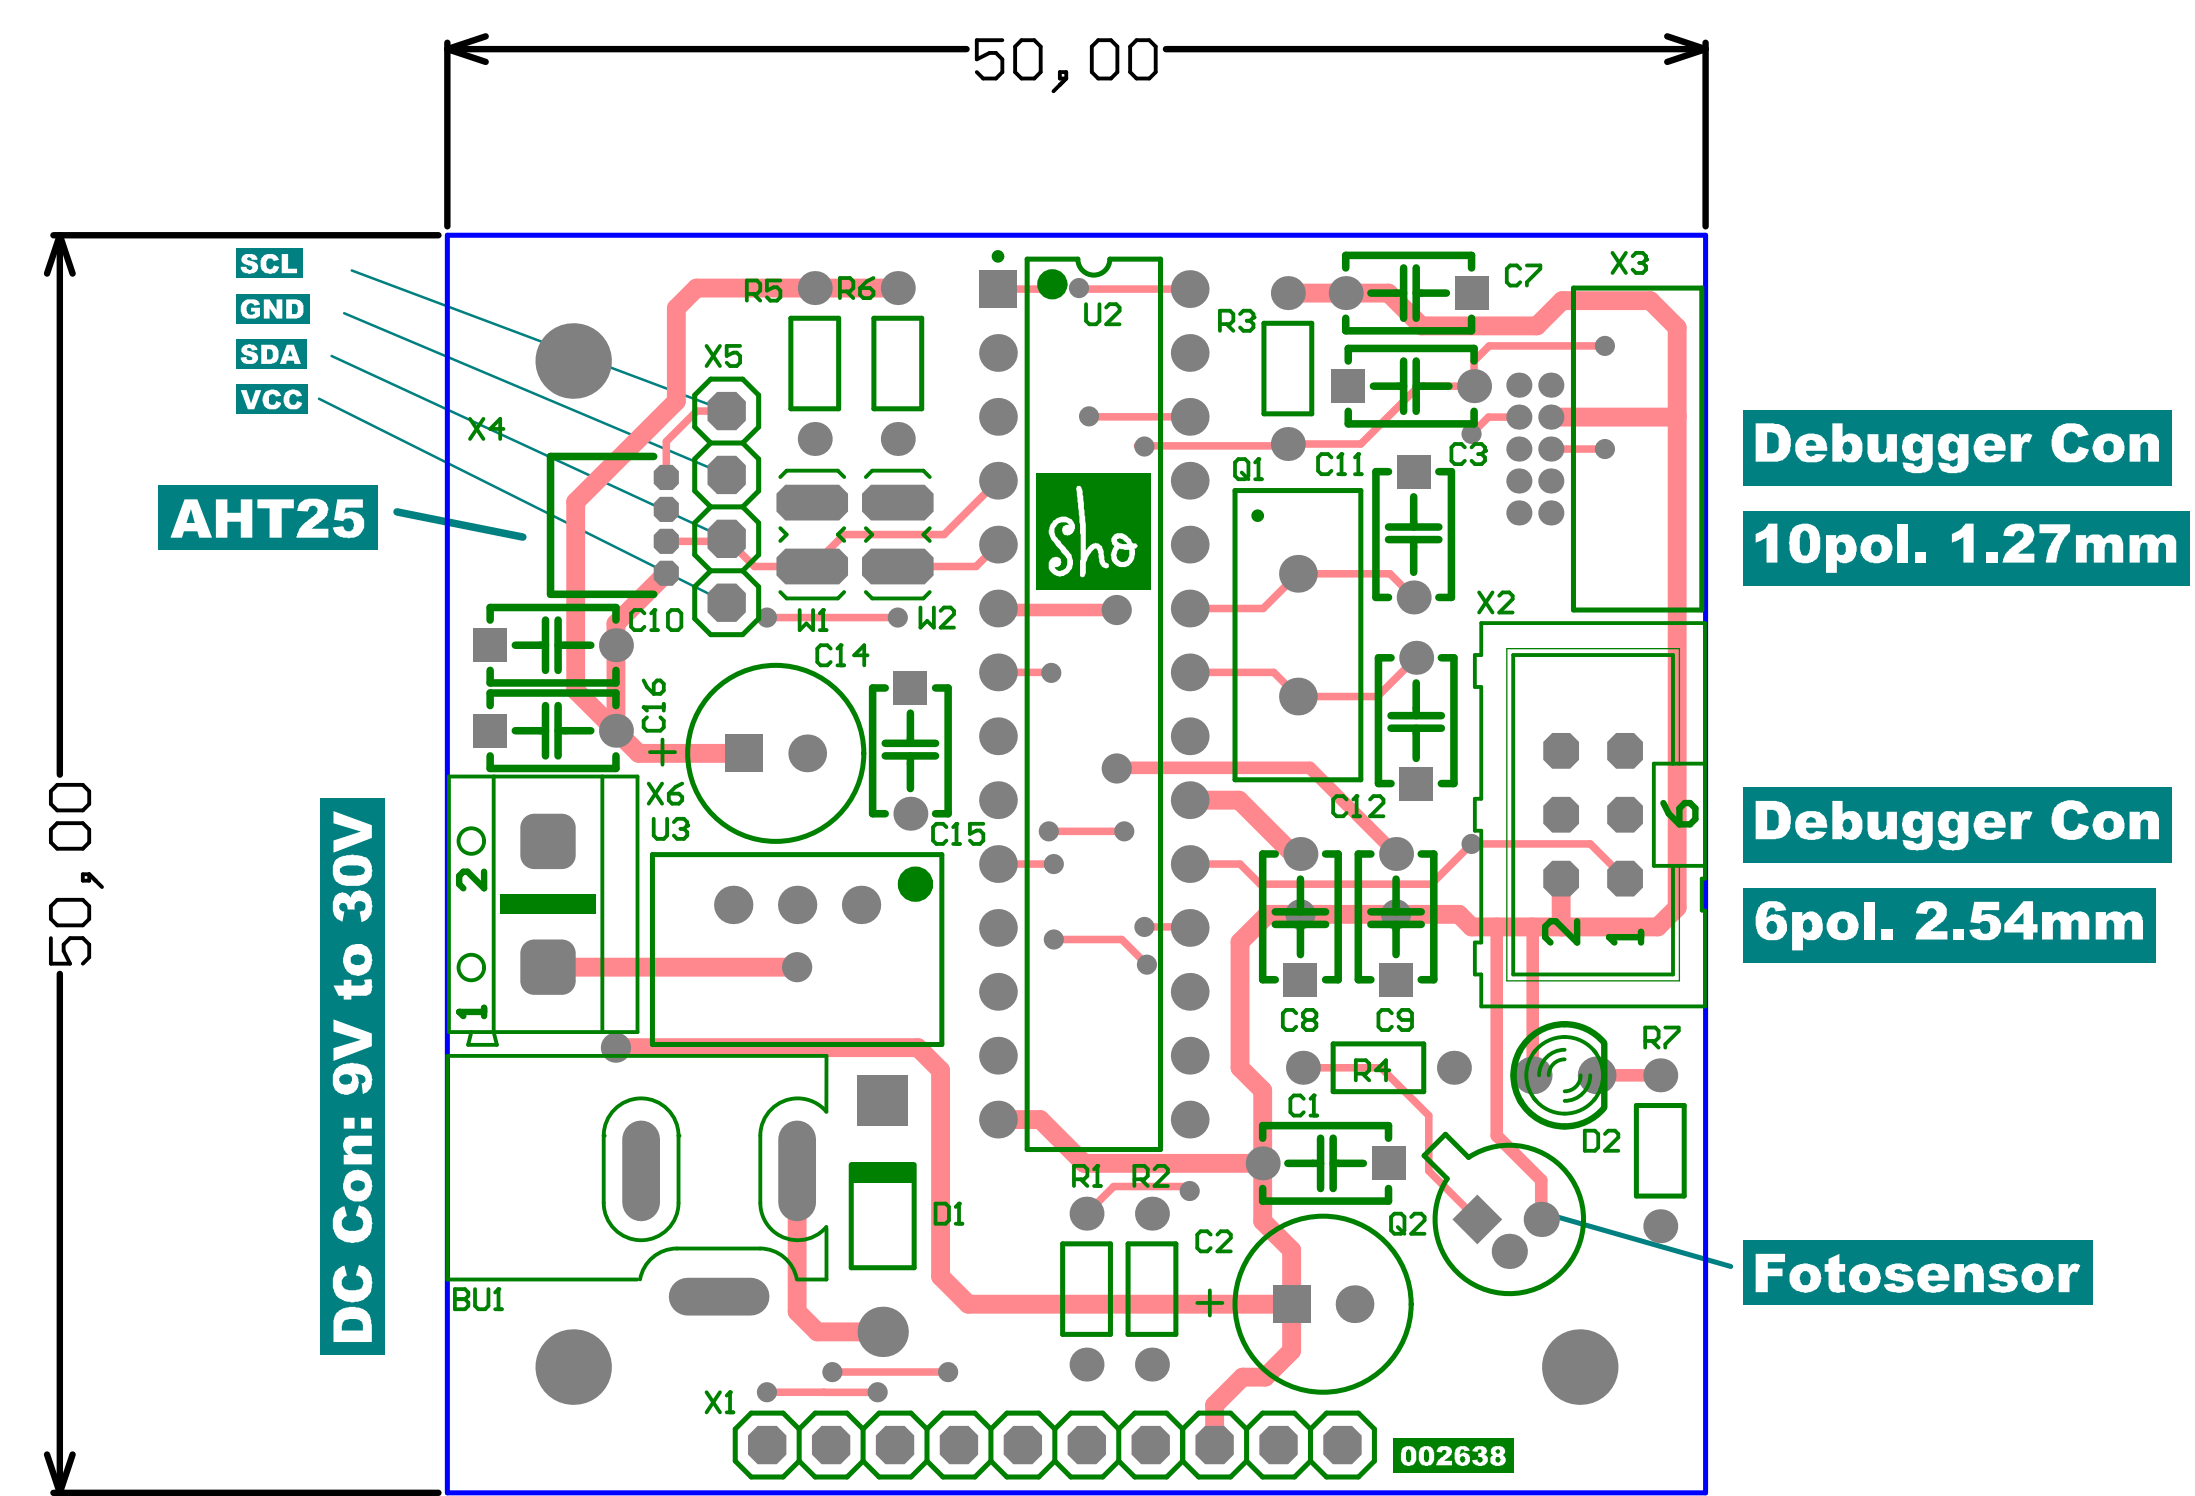 50,00
SCL
GND
SDA
VCC
AHT25
50,00
DC Con: 9V to 30V
R5
R6
U2
R3
C7
X3
X5
X4
Q1
C11
C3
Sho
Debugger Con
10pol. 1.27mm
C10
W1
W2
X2
C14
C16
+
X6
U3
C15
C12
6
Debugger Con
6pol. 2.54mm
2
1
2
1
C8
C9
R7
R4
C1
D2
R1
R2
D1
C2
Q2
+
Fotosensor
BU1
X1
002638